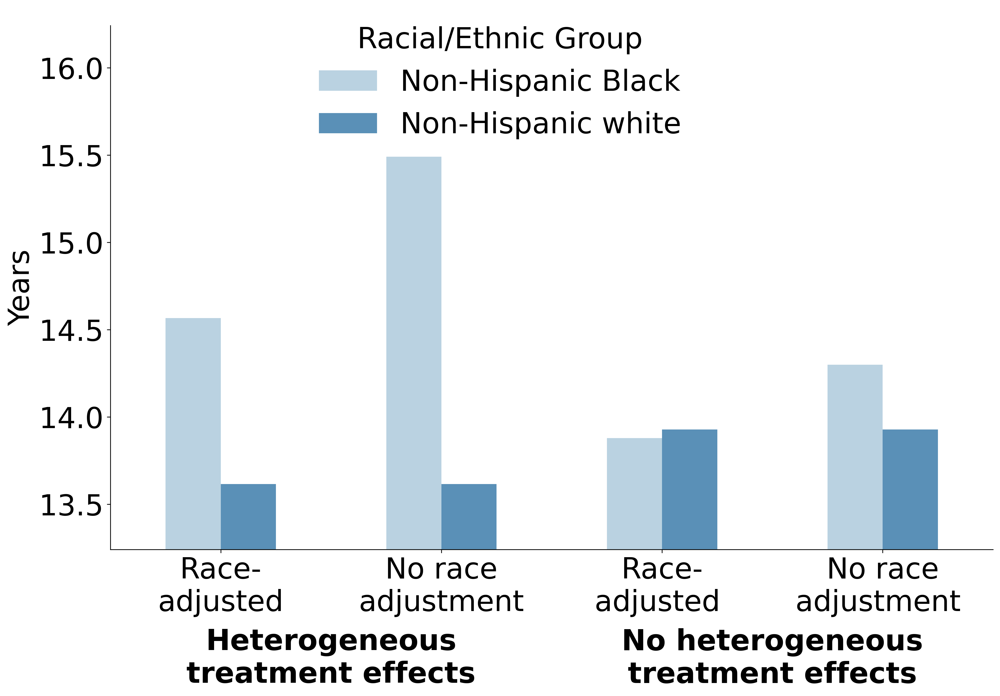 Racial/Ethnic Group
Non-Hispanic Black
Non-Hispanic white
Years
16.0
15.5
15.0
14.5
14.0
13.5
Race-
adjusted
No race
adjustment
Race-
adjusted
No race
adjustment
Heterogeneous
treatment effects
No heterogeneous
treatment effects